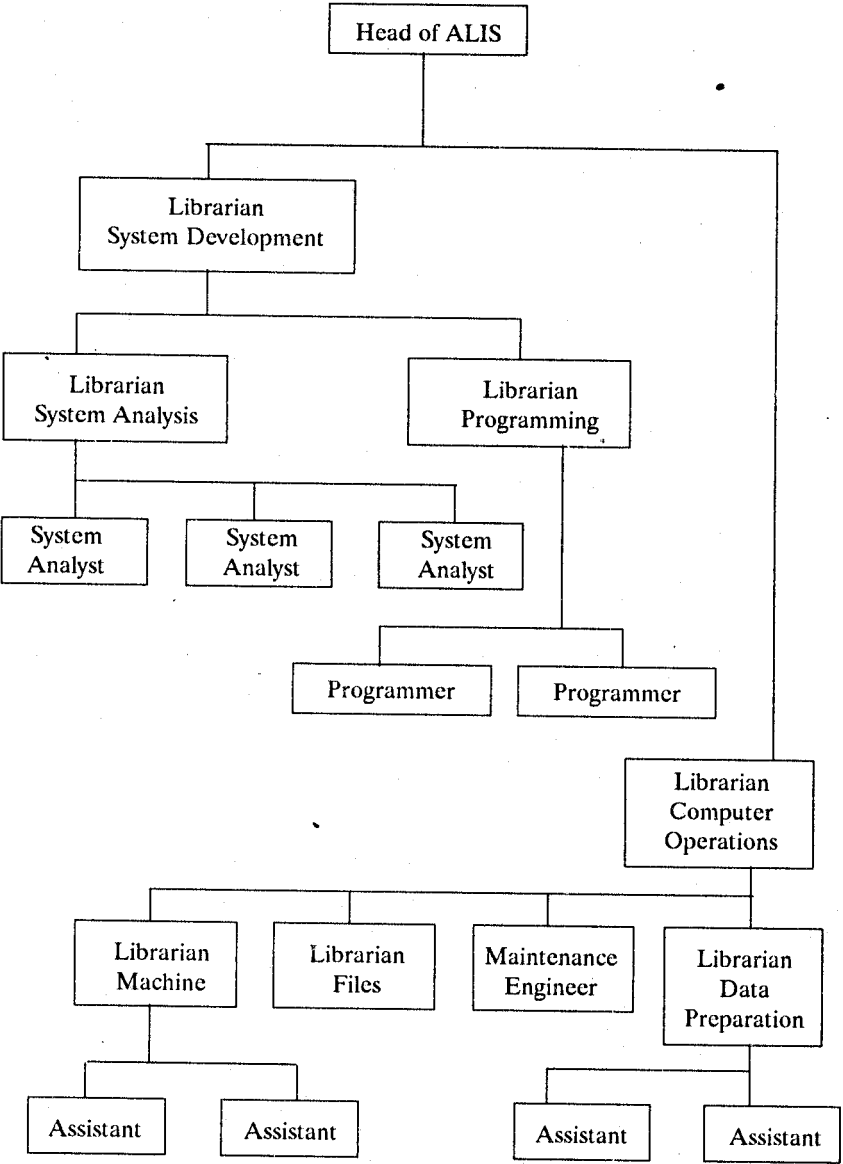 Head of ALIS
Librarian
System Development
Librarian
System Analysis
Librarian
Programming
System
Analyst
System
Analyst
System
Analyst
Programmer
Programmer
Librarian
Computer
Operations
Librarian
Machine
Librarian
Files
Maintenance
Engineer
Librarian
Data
Preparation
Assistant
Assistant
Assistant
Assistant